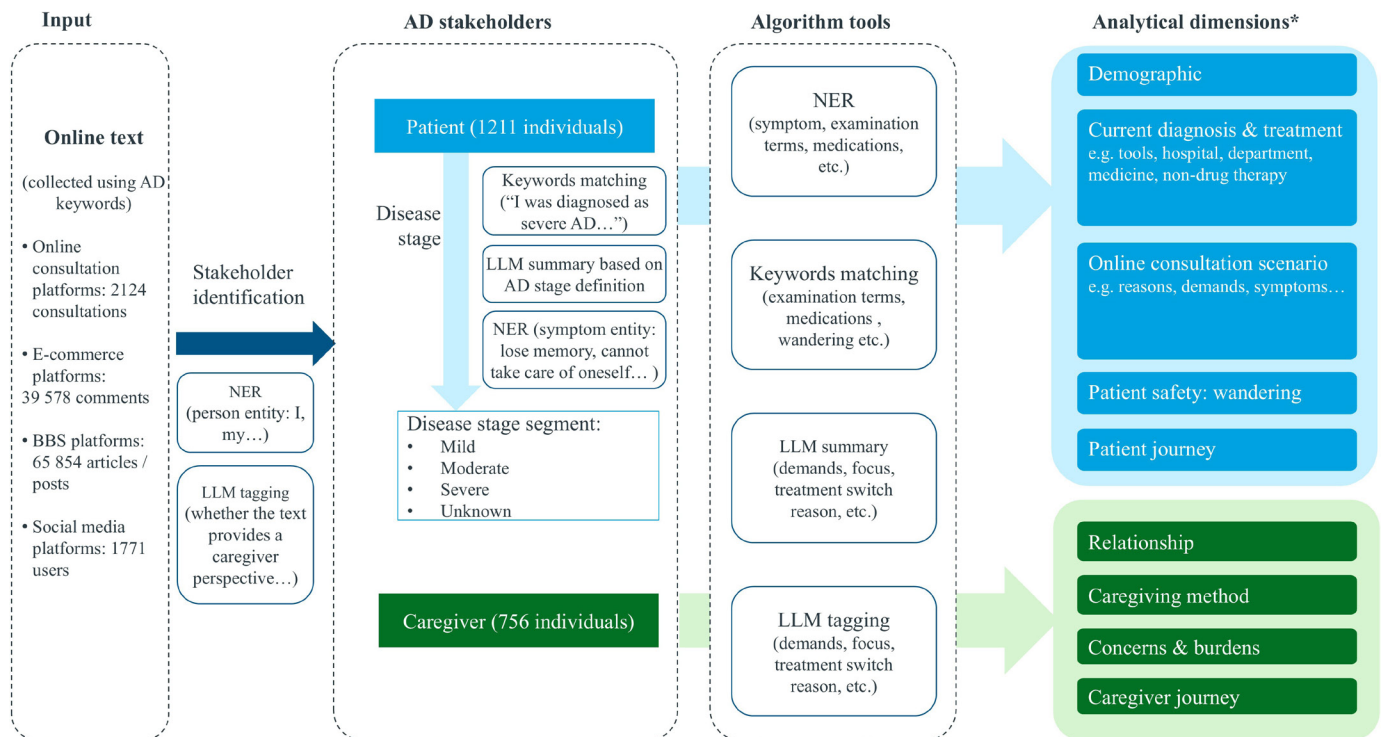 Input
Online text
(collected using AD
keywords)
• Online
consultation
platforms: 2124
consultations
• E-commerce
platforms:
39 578 comments
• BBS platforms:
65 854 articles /
posts
• Social media
platforms: 1771
users
Stakeholder
identification
NER
(person entity: I,
my…)
LLM tagging
(whether the text
provides a
caregiver
perspective…)
AD stakeholders
Patient (1211 individuals)
Disease
stage
Keywords matching
(“I was diagnosed as
severe AD…”)
LLM summary based on
AD stage definition
NER (symptom entity:
lose memory, cannot
take care of oneself… )
Disease stage segment:
• Mild
• Moderate
• Severe
• Unknown
Caregiver (756 individuals)
Algorithm tools
NER
(symptom, examination
terms, medications,
etc.)
Keywords matching
(examination terms,
medications ,
wandering etc.)
LLM summary
(demands, focus,
treatment switch
reason, etc.)
LLM tagging
(demands, focus,
treatment switch
reason, etc.)
Analytical dimensions*
Demographic
Current diagnosis & treatment
e.g. tools, hospital, department,
medicine, non-drug therapy
Online consultation scenario
e.g. reasons, demands, symptoms…
Patient safety: wandering
Patient journey
Relationship
Caregiving method
Concerns & burdens
Caregiver journey